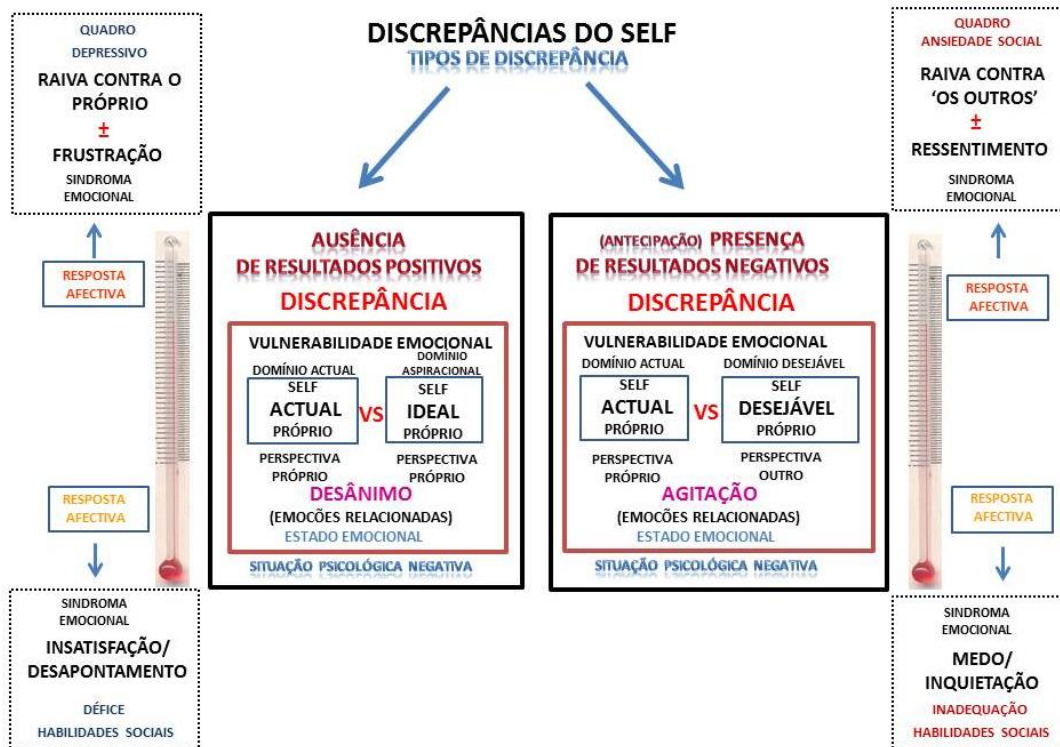 DISCREPÂNCIAS DO SELF
TIPOS DE DISCREPÂNCIA
QUADRO
DEPRESSIVO
RAIVA CONTRA O
PRÓPRIO
±
FRUSTRAÇÃO
SINDROMA
EMOCIONAL
RESPOSTA
AFECTIVA
RESPOSTA
AFECTIVA
SINDROMA
EMOCIONAL
INSATISFAÇÃO/
DESAPONTAMENTO
DÉFICE
HABILIDADES SOCIAIS
AUSÊNCIA
DE RESULTADOS POSITIVOS
DISCREPÂNCIA
VULNERABILIDADE EMOCIONAL
DOMÍNIO ACTUAL
DOMÍNIO
ASPIRACIONAL
SELF
ACTUAL
PRÓPRIO
VS
SELF
IDEAL
PRÓPRIO
PERSPECTIVA
PRÓPRIO
PERSPECTIVA
PRÓPRIO
DESÂNIMO
(EMOCÕES RELACIONADAS)
ESTADO EMOCIONAL
SITUAÇÃO PSICOLÓGICA NEGATIVA
(ANTECIPAÇÃO) PRESENÇA
DE RESULTADOS NEGATIVOS
DISCREPÂNCIA
VULNERABILIDADE EMOCIONAL
DOMÍNIO ACTUAL
DOMÍNIO DESEJÁVEL
SELF
ACTUAL
PRÓPRIO
VS
SELF
DESEJÁVEL
PRÓPRIO
PERSPECTIVA
PRÓPRIO
PERSPECTIVA
OUTRO
AGITAÇÃO
(EMOCÕES RELACIONADAS)
ESTADO EMOCIONAL
SITUAÇÃO PSICOLÓGICA NEGATIVA
QUADRO
ANSIEDADE SOCIAL
RAIVA CONTRA
‘OS OUTROS’
±
RESSENTIMENTO
SINDROMA
EMOCIONAL
RESPOSTA
AFECTIVA
RESPOSTA
AFECTIVA
SINDROMA
EMOCIONAL
MEDO/
INQUIETAÇÃO
INADEQUAÇÃO
HABILIDADES SOCIAIS